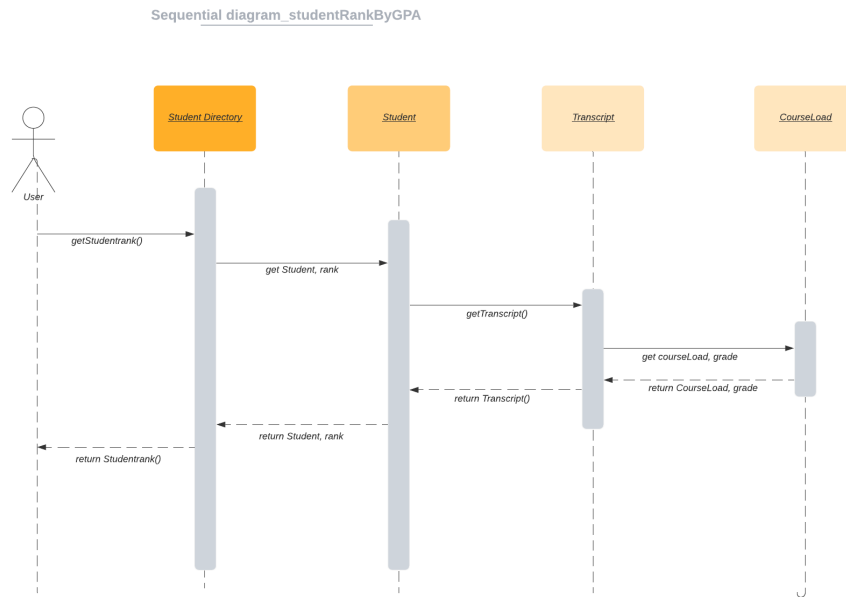 Sequential diagram_studentRankByGPA
Student Directory
Student
Transcript
CourseLoad
User
getStudentrank()
get Student, rank
getTranscript()
get courseLoad, grade
return CourseLoad, grade
return Transcript()
return Student, rank
return Studentrank()